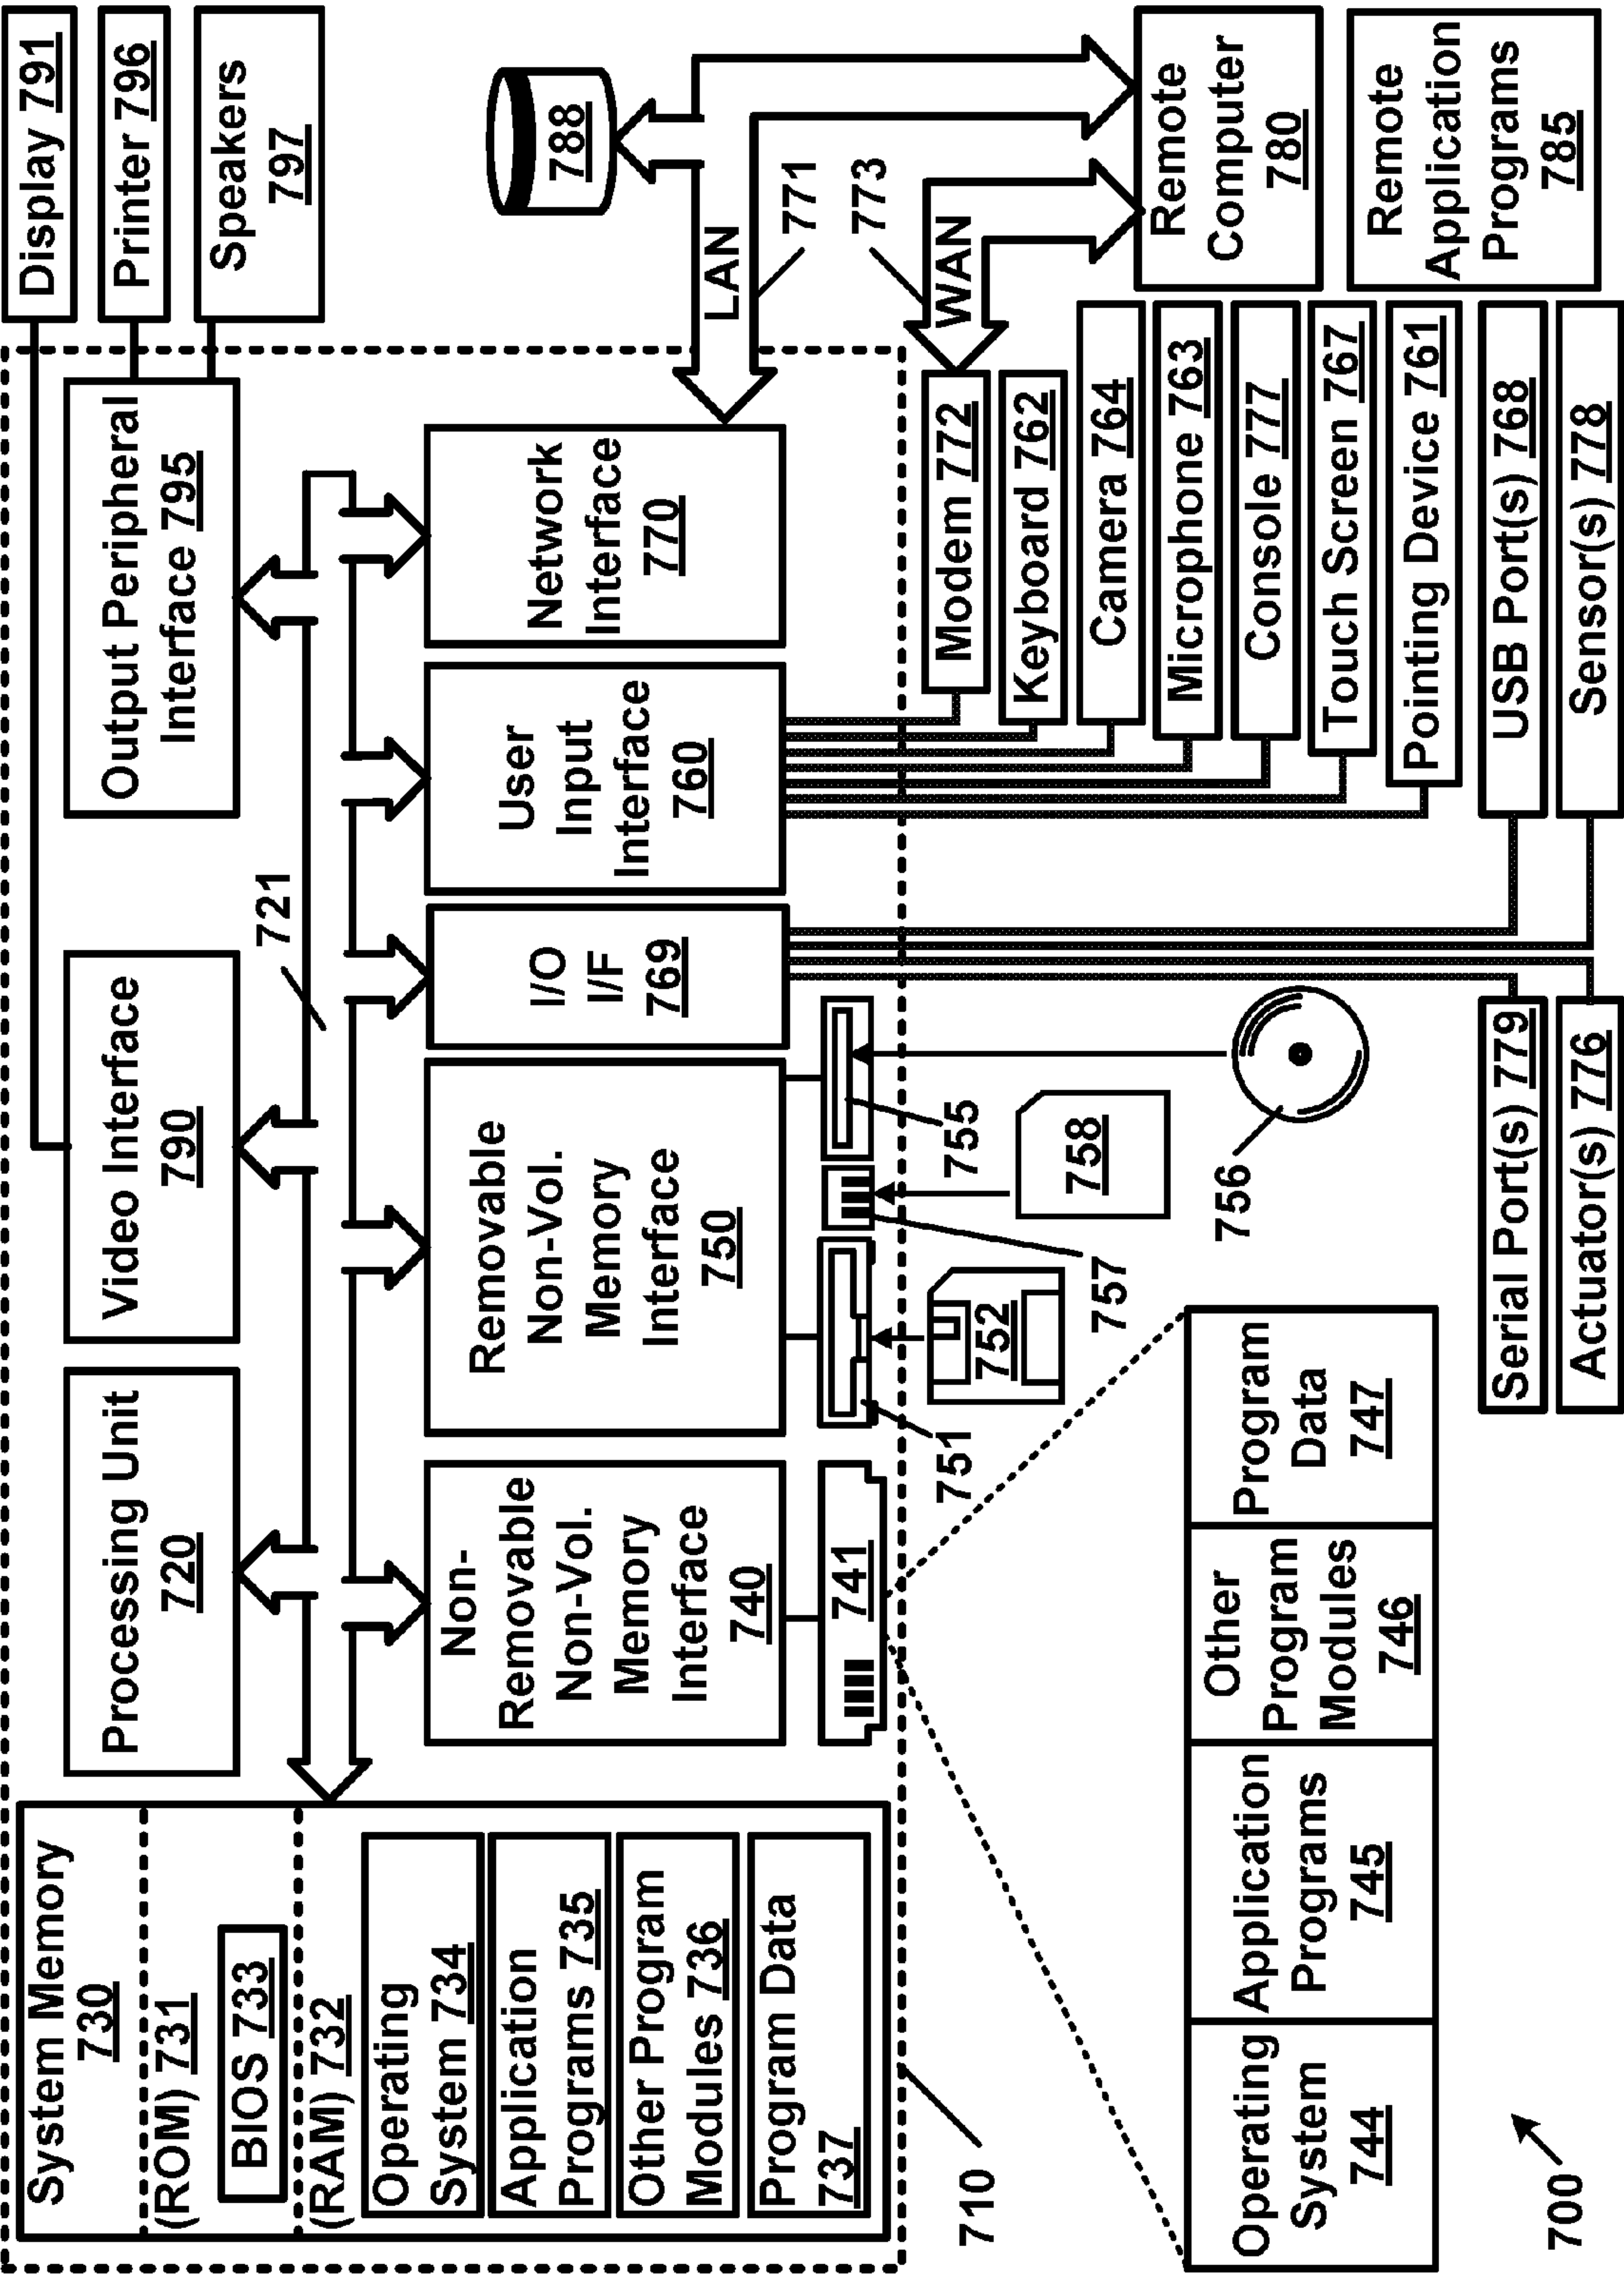 System Memory
730
(ROM) 731
BIOS 733
(RAM) 732
Operating
System 734
Application
Programs 735
Other Program
Modules 736
Program Data
737
Processing Unit
720
Video Interface
790
Output Peripheral
Interface 795
Display 791
Printer 796
Speakers
797
721
Non-
Removable
Non-Vol.
Memory
Interface
740
Removable
Non-Vol.
Memory
Interface
750
I/O
I/F
769
User
Input
Interface
760
Network
Interface
770
788
LAN
771
773
WAN
741
751
752
757
758
755
756
Modem 772
Keyboard 762
Camera 764
Microphone 763
Console 777
Touch Screen 767
Pointing Device 761
USB Port(s) 768
Sensor(s) 778
Remote
Computer
780
Remote
Application
Programs
785
710
Operating
System
744
Application
Programs
745
Other
Program
Modules
746
Program
Data
747
Serial Port(s) 779
Actuator(s) 776
700